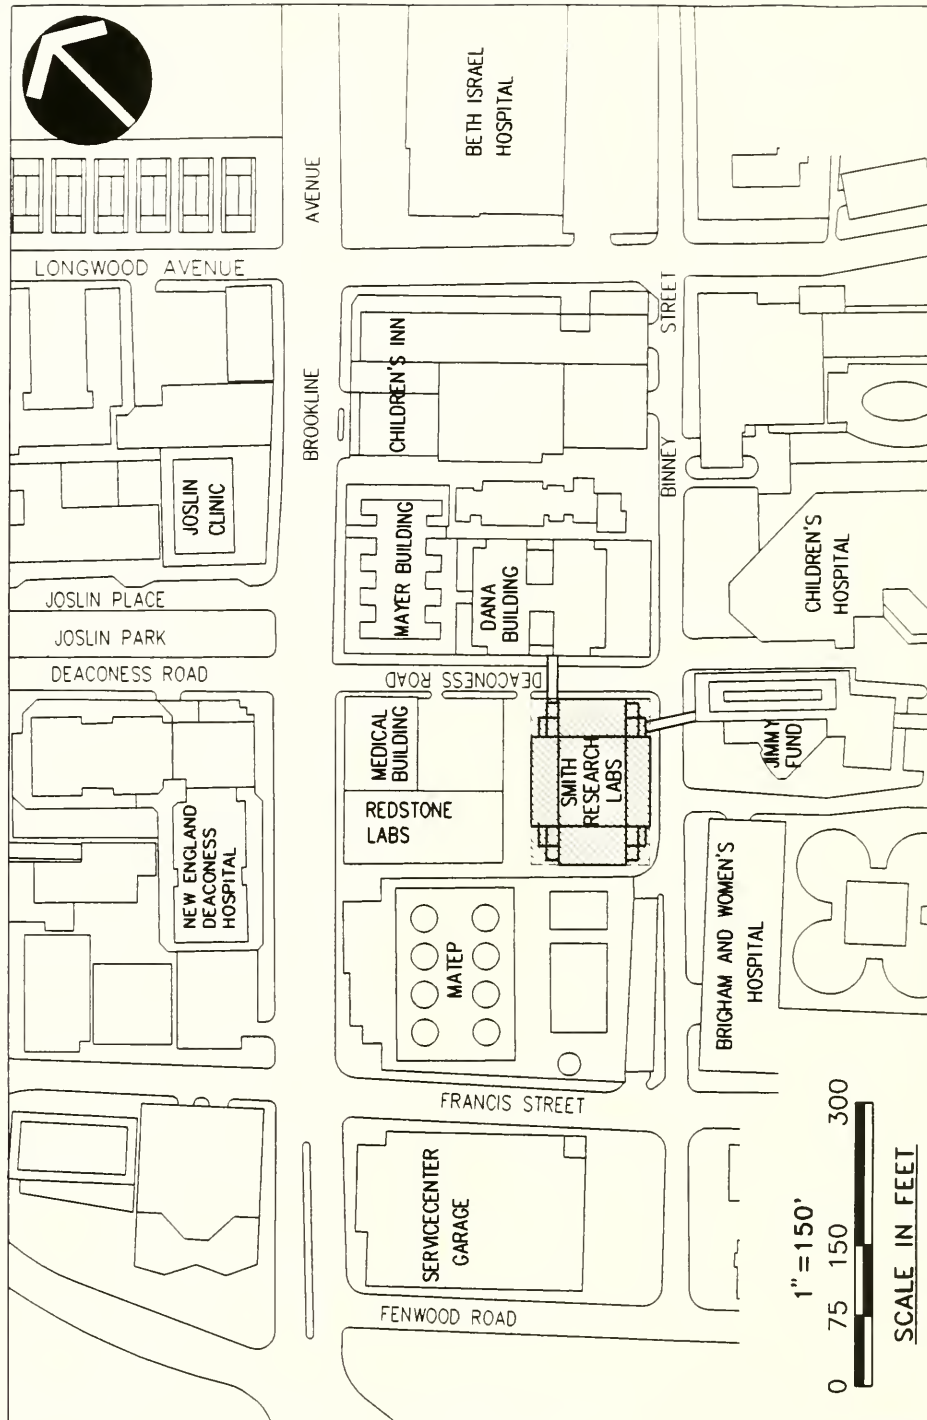 BETH ISRAEL
HOSPITAL
AVENUE
LONGWOOD AVENUE
STREET
BROOKLINE
CHILDREN'S INN
BINNEY
JOSLIN
CLINIC
MAYER BUILDING
DANA
BUILDING
CHILDREN'S
HOSPITAL
JOSLIN PLACE
JOSLIN PARK
DEACONESS ROAD
DEACONESS ROAD
MEDICAL
BUILDING
REDSTONE
LABS
SMITH
RESEARCH
LABS
JIMMY
FUND
NEW ENGLAND
DEACONESS
HOSPITAL
MATEP
BRIGHAM AND WOMEN'S
HOSPITAL
FRANCIS STREET
SERVICECENTER
GARAGE
FENWOOD ROAD
1"=150'
0 75 150 300
SCALE IN FEET